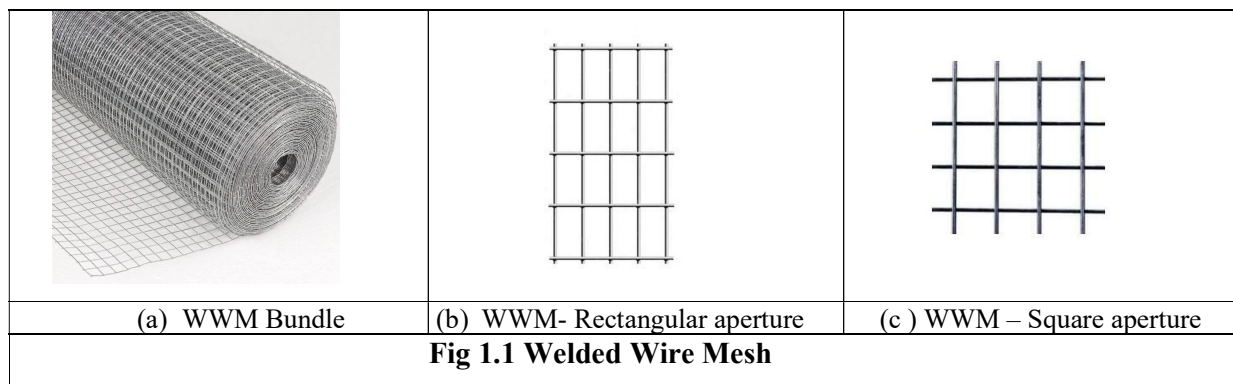 (a) WWM Bundle
(b) WWM- Rectangular aperture
(c ) WWM – Square aperture
Fig 1.1 Welded Wire Mesh